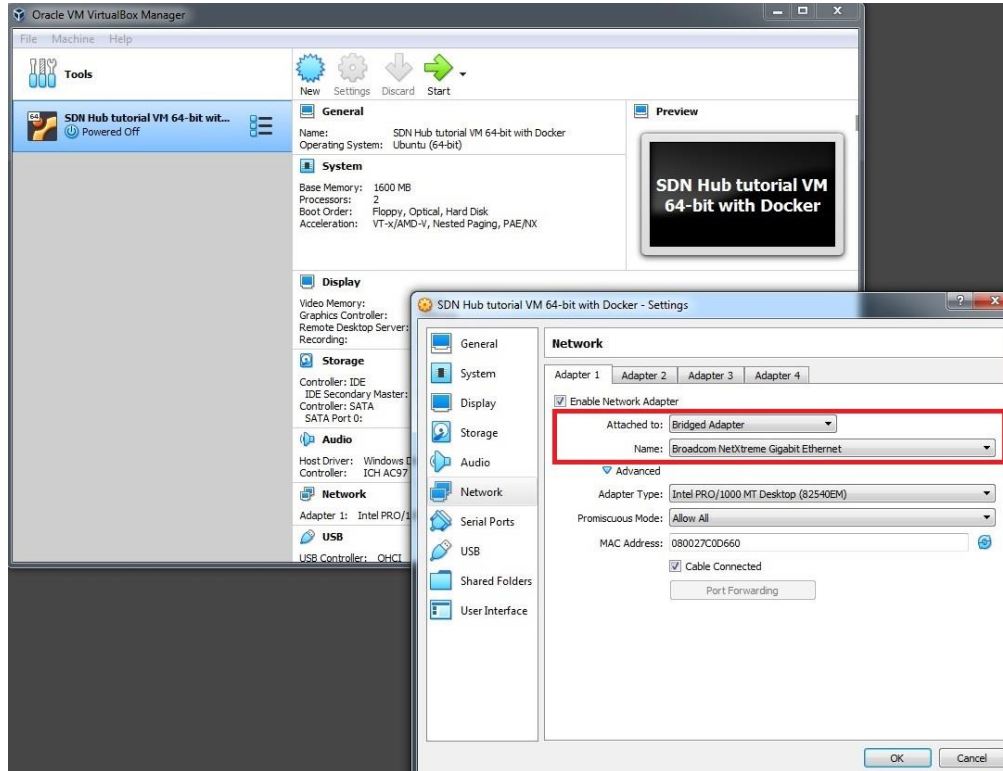 Oracle VM VirtualBox Manager
File Machine Help
Tools
New Settings Discard Start
64
SDN Hub tutorial VM 64-bit wit...
Powered Off
General
Name: SDN Hub tutorial VM 64-bit with Docker
Operating System: Ubuntu (64-bit)
System
Base Memory: 1600 MB
Processors: 2
Boot Order: Floppy, Optical, Hard Disk
Acceleration: VT-x/AMD-V, Nested Paging, PAE/NX
Preview
SDN Hub tutorial VM
64-bit with Docker
Display
Video Memory:
Graphics Controller:
Remote Desktop Server:
Recording:
Storage
Controller: IDE
IDE Secondary Master:
Controller: SATA
SATA Port 0:
Audio
Host Driver: Windows D
Controller: ICH AC97
Network
Adapter 1: Intel PRO/1
USB
USB Controller: OHCI
SDN Hub tutorial VM 64-bit with Docker - Settings
General
System
Display
Storage
Audio
Network
Serial Ports
USB
Shared Folders
User Interface
Network
Adapter 1 Adapter 2 Adapter 3 Adapter 4
Enable Network Adapter
Attached to: Bridged Adapter
Name: Broadcom NetXtreme Gigabit Ethernet
Advanced
Adapter Type: Intel PRO/1000 MT Desktop (82540EM)
Promiscuous Mode: Allow All
MAC Address: 080027C0D660
Cable Connected
Port Forwarding
OK Cancel